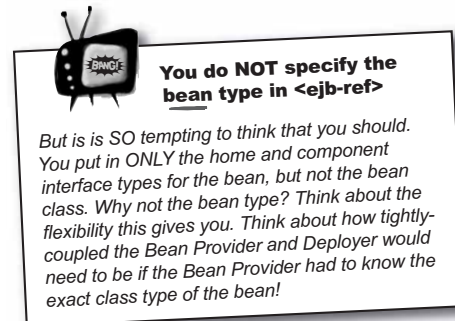 BANG!
You do NOT specify the
bean type in <ejb-ref>
But is is SO tempting to think that you should.
You put in ONLY the home and component
interface types for the bean, but not the bean
class. Why not the bean type? Think about the
flexibility this gives you. Think about how tightly-
coupled the Bean Provider and Deployer would
need to be if the Bean Provider had to know the
exact class type of the bean!